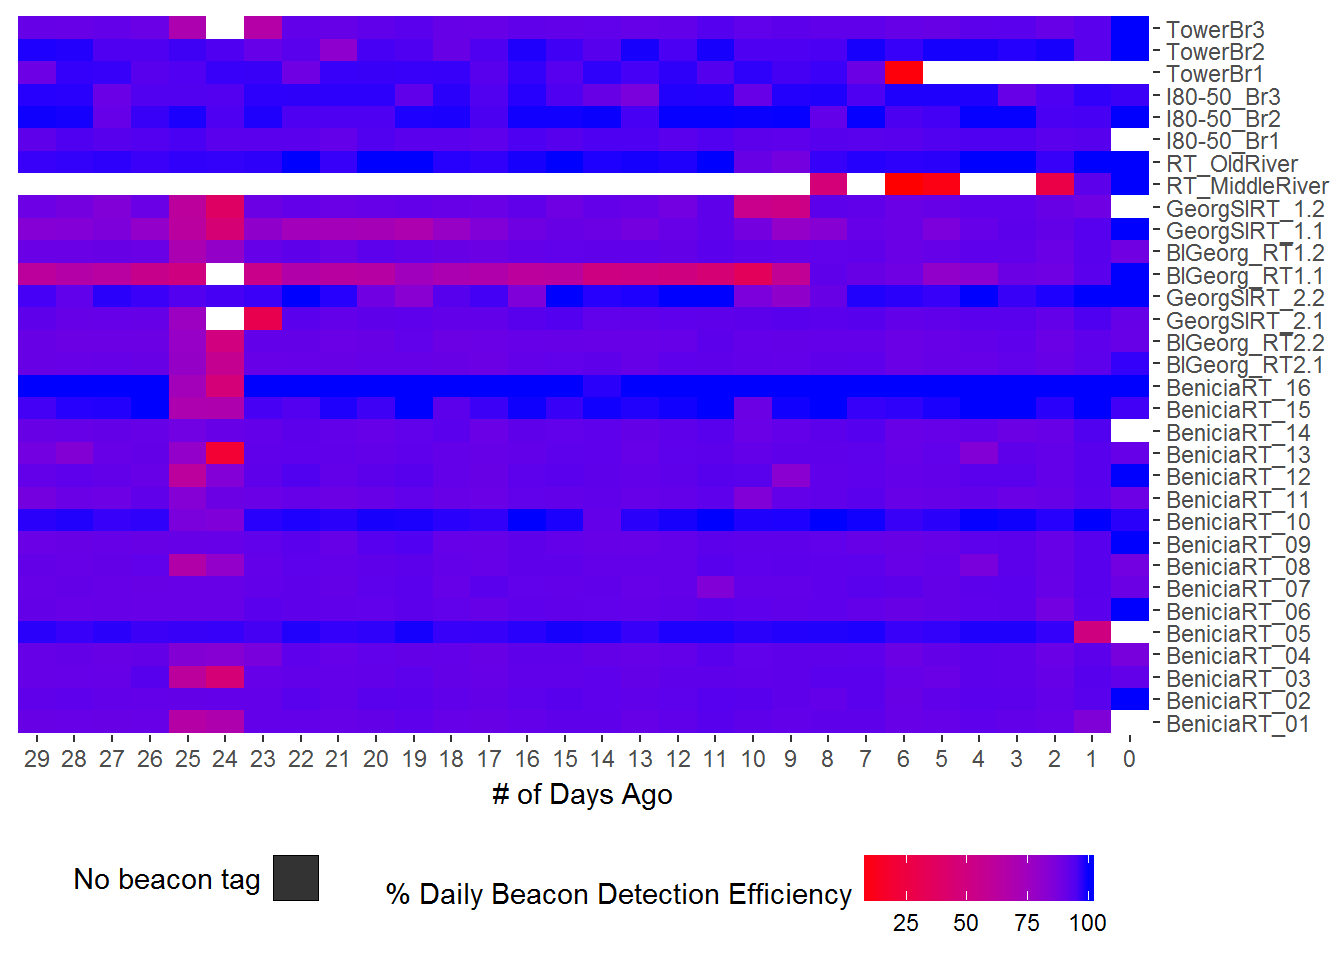 TowerBr3
TowerBr2
TowerBr1
I80-50_Br3
I80-50_Br2
I80-50_Br1
RT_OldRiver
RT_MiddleRiver
GeorgSlRT_1.2
GeorgSlRT_1.1
BlGeorg_RT1.2
BlGeorg_RT1.1
GeorgSlRT_2.2
GeorgSlRT_2.1
BlGeorg_RT2.2
BlGeorg_RT2.1
BeniciaRT_16
BeniciaRT_15
BeniciaRT_14
BeniciaRT_13
BeniciaRT_12
BeniciaRT_11
BeniciaRT_10
BeniciaRT_09
BeniciaRT_08
BeniciaRT_07
BeniciaRT_06
BeniciaRT_05
BeniciaRT_04
BeniciaRT_03
BeniciaRT_02
BeniciaRT_01
29 28 27 26 25 24 23 22 21 20 19 18 17 16 15 14 13 12 11 10 9 8 7 6 5 4 3 2 1 0
# of Days Ago
No beacon tag
% Daily Beacon Detection Efficiency
25 50 75 100